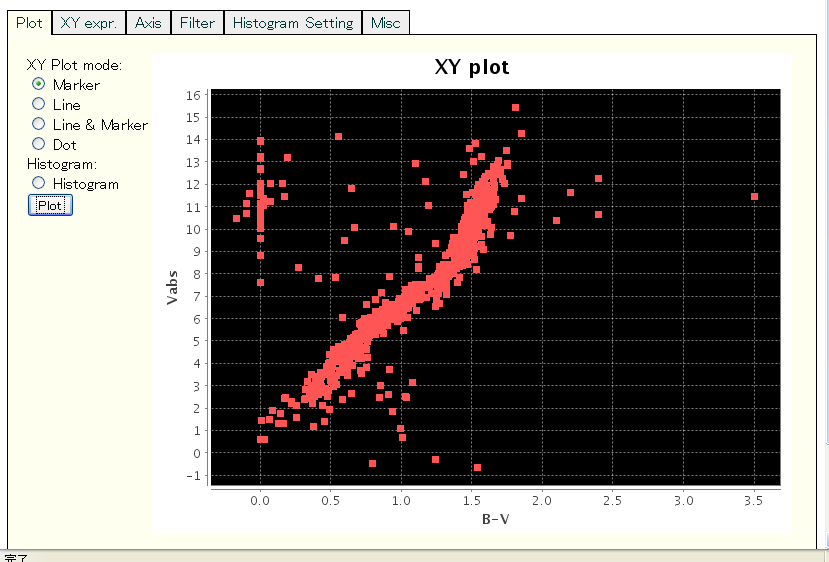 Plot XY expr. Axis Filter Histogram Setting Misc
XY Plot mode:
Marker
Line
Line & Marker
Dot
Histogram:
Histogram
Plot
XY plot
16
15
14
13
12
11
10
9
8
7
6
5
4
3
2
1
0
-1
Vabs
0.0 0.5 1.0 1.5 2.0 2.5 3.0 3.5
B-V
完了